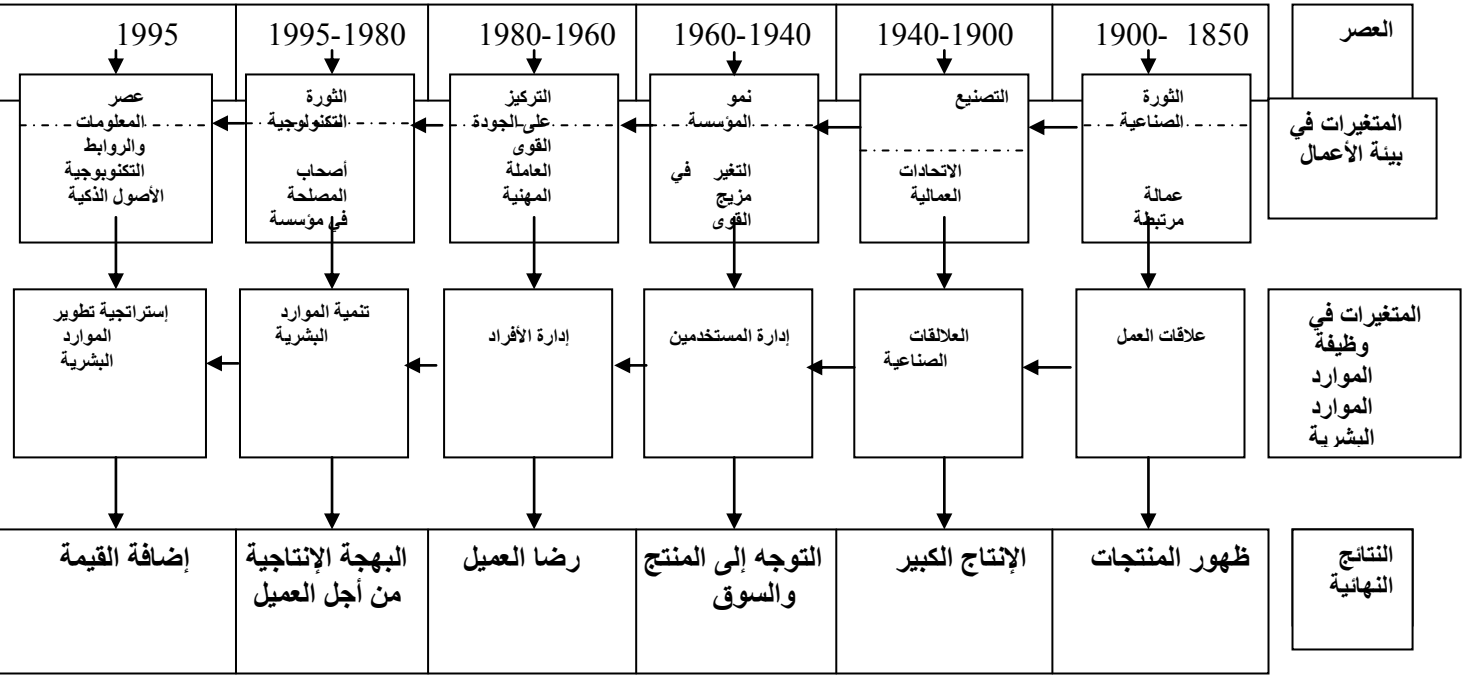 العصر
1900- 1850
1940-1900
1960-1940
1980-1960
1995-1980
1995
المتغيرات في
بيئة الأعمال
الثورة
الصناعية
عمالة
مرتبطة
التصنيع
الاتحادات
العمالية
نمو
المؤسسة
التغير في
مزيج
القوى
التركيز
على الجودة
القوى
العاملة
المهنية
الثورة
التكنولوجية
أصحاب
المصلحة
في مؤسسة
عصر
المعلومات
والروابط
التكنوبوجية
الأصول الذكية
المتغيرات في
وظيفة
الموارد
الموارد
البشرية
علاقات العمل
العلالقات
الصناعية
إدارة المستخدمين
إدارة الأفراد
تنمية الموارد
البشرية
إستراتجية تطوير
الموارد
البشرية
النتائج
النهائية
ظهور المنتجات
الإنتاج الكبير
التوجه إلى المنتج
والسوق
رضا العميل
البهجة الإنتاجية
من أجل العميل
إضافة القيمة